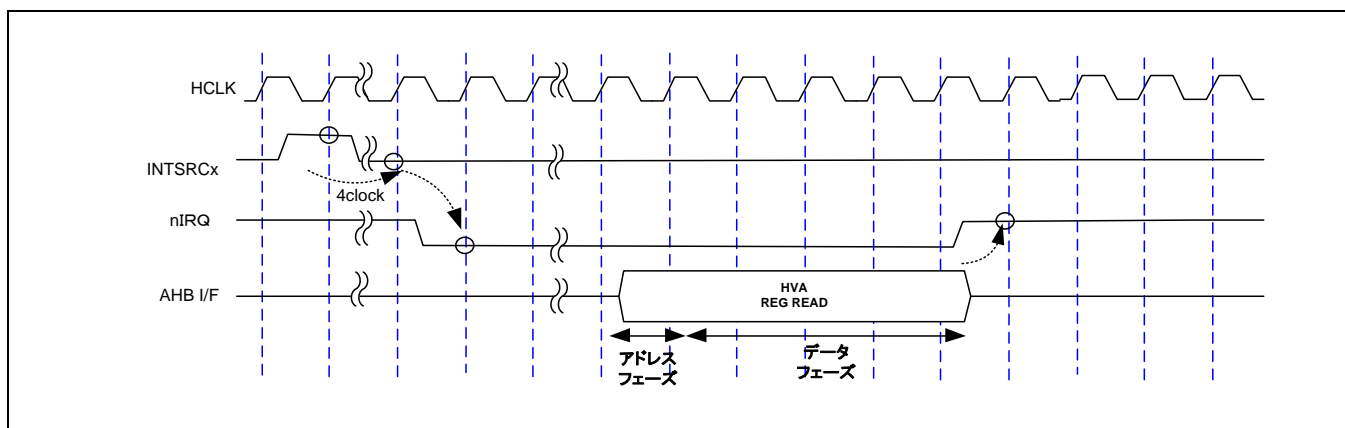 HCLK
INTSRCx
4clock
nIRQ
AHB I/F
HVA
REG READ
アドレス
フェーズ
データ
フェーズ